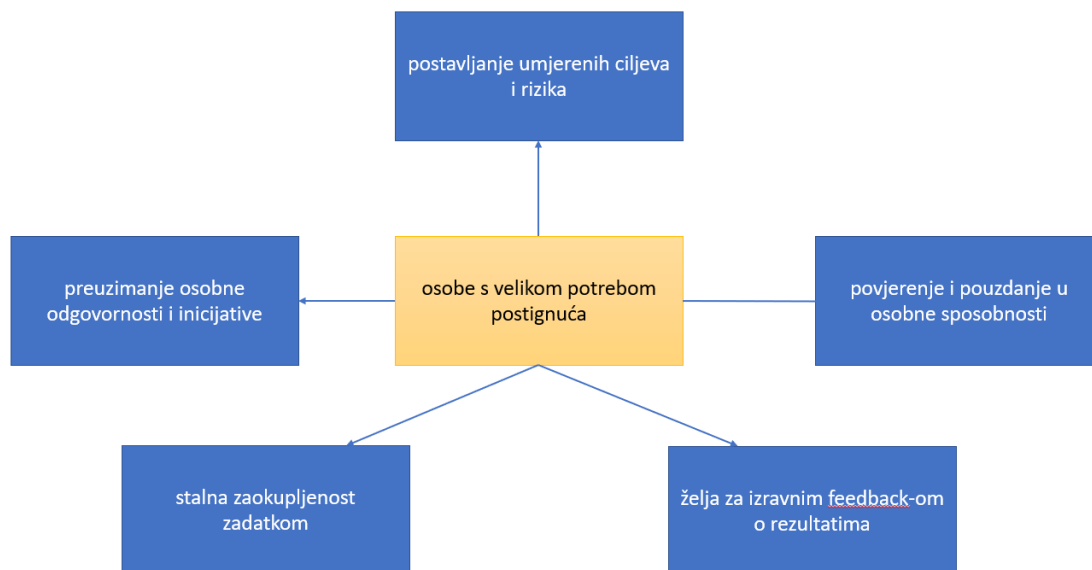 postavljanje umjerenih ciljeva
i rizika
preuzimanje osobne
odgovornosti i inicijative
osobe s velikom potrebom
postignuća
povjerenje i pouzdanje u
osobne sposobnosti
stalna zaokupljenost
zadatkom
želja za izravnim feedback-om
o rezultatima